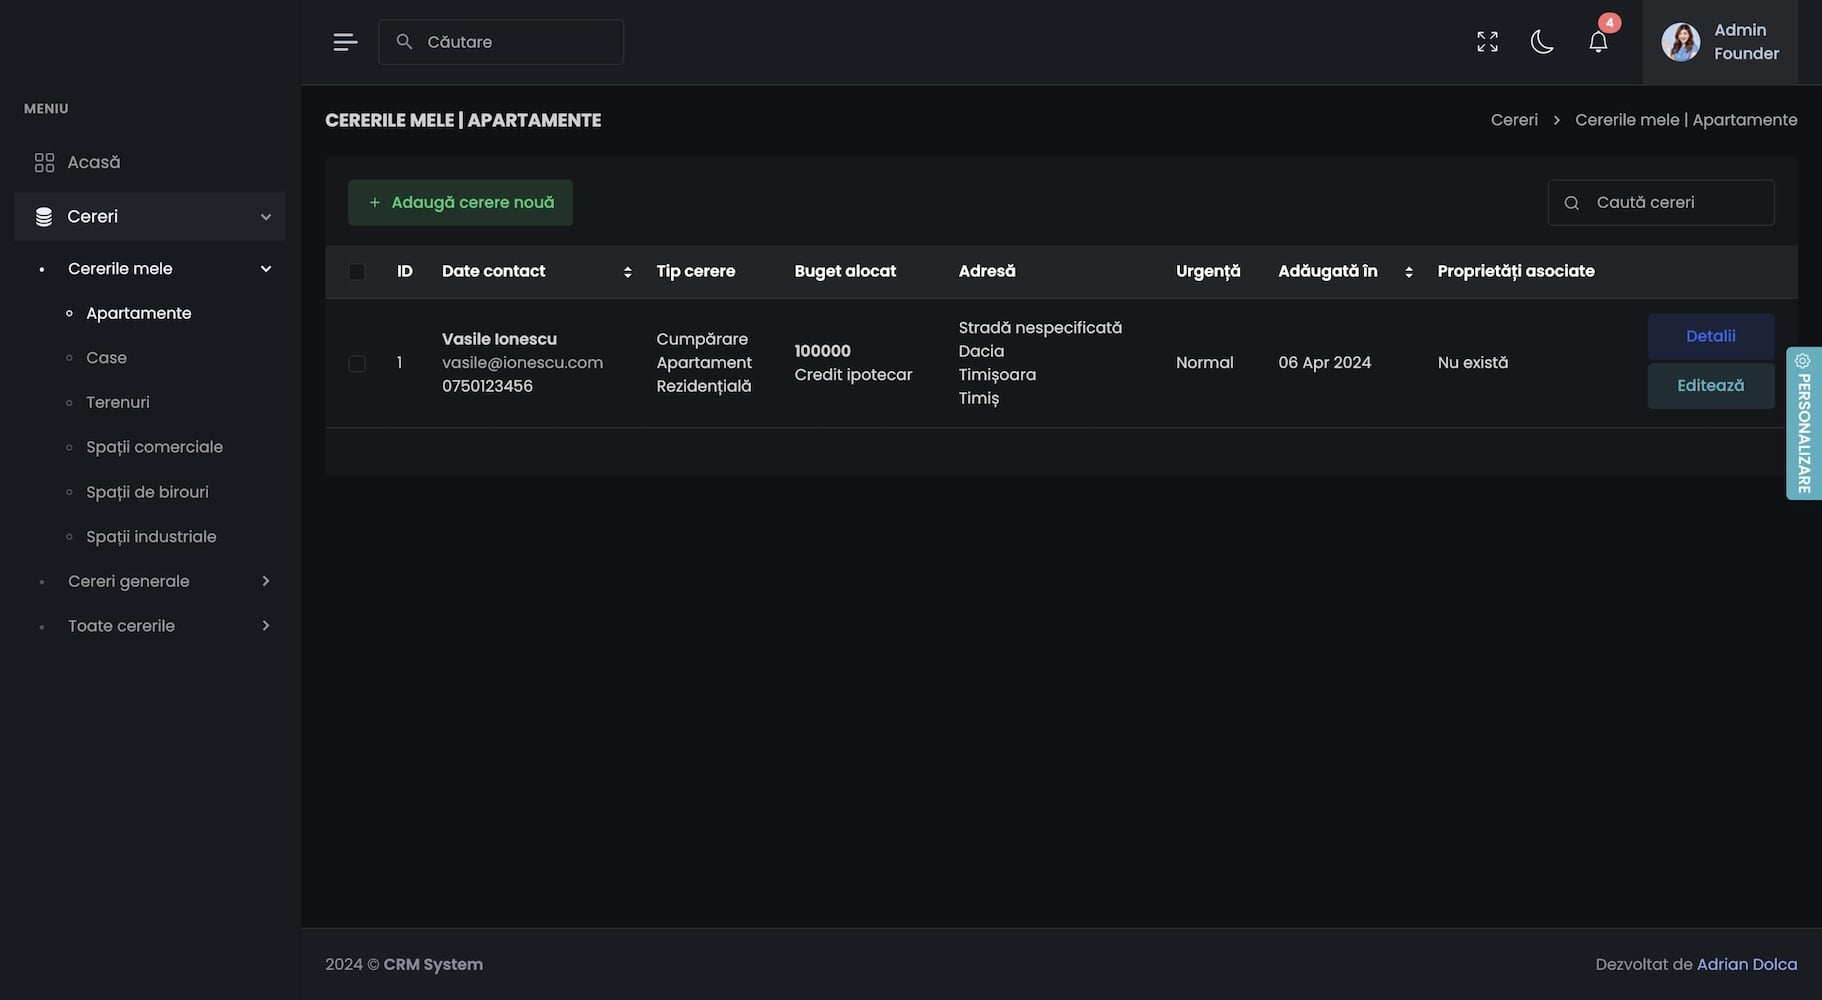 Căutare
4
Admin
Founder
MENIU
Acasă
Cereri
Cererile mele
Apartamente
Case
Terenuri
Spații comerciale
Spații de birouri
Spații industriale
Cereri generale
Toate cererile
CERERILE MELE | APARTAMENTE
Cereri > Cererile mele | Apartamente
+ Adaugă cerere nouă
Caută cereri
ID Date contact Tip cerere Buget alocat Adresă Urgență Adăugată în Proprietăți asociate
1
Vasile Ionescu
vasile@ionescu.com
0750123456
Cumpărare
Apartament
Rezidențială
100000
Credit ipotecar
Stradă nespecificată
Dacia
Timișoara
Timiș
Normal
06 Apr 2024
Nu există
Detalii
Editează
PERSONALIZARE
2024 © CRM System
Dezvoltat de Adrian Dolca